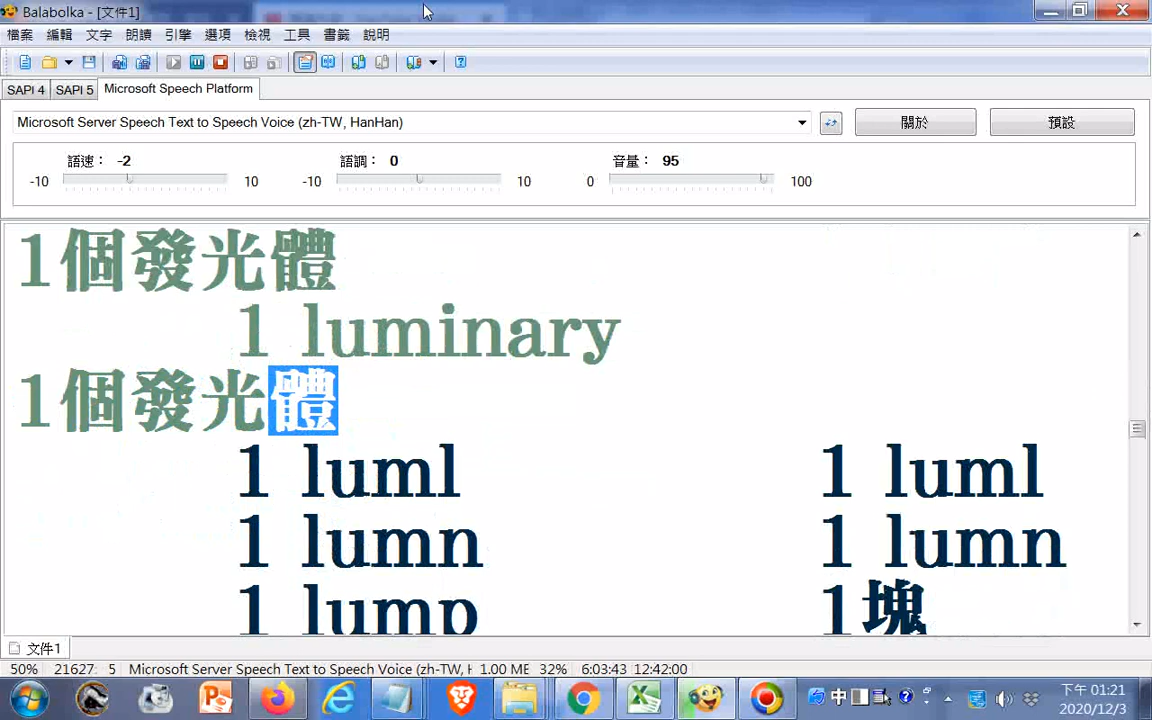 Balabolka - [文件1]
檔案 編輯 文字 朗讀 引擎 選項 檢視 工具 書籤 說明
SAPI 4 SAPI 5 Microsoft Speech Platform
Microsoft Server Speech Text to Speech Voice (zh-TW, HanHan) 關於 預設
語速： -2 語調： 0 音量： 95
-10 10 -10 10 0 100
1個發光體
1 luminary
1個發光體
1 luml 1 luml
1 lumn 1 lumn
1 lump 1塊
文件1
50% 21627: 5 Microsoft Server Speech Text to Speech Voice (zh-TW, H 1.00 ME 32% 6:03:43 12:42:00
中 下午 01:21
2020/12/3